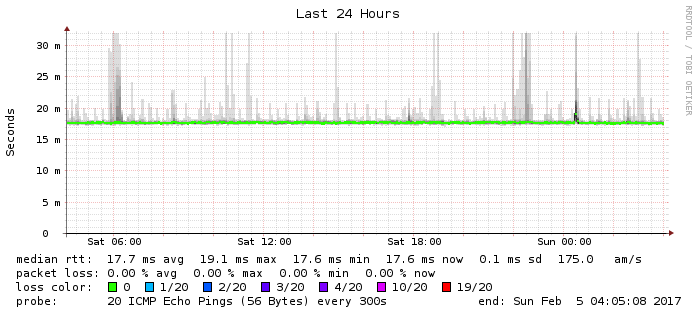 Last 24 Hours
RRDTOOL / TOBI OETIKER
Seconds
30 m
25 m
20 m
15 m
10 m
5 m
0
Sat 06:00 Sat 12:00 Sat 18:00 Sun 00:00
median rtt: 17.7 ms avg 19.1 ms max 17.6 ms min 17.6 ms now 0.1 ms sd 175.0 am/s
packet loss: 0.00 % avg 0.00 % max 0.00 % min 0.00 % now
loss color: 0 1/20 2/20 3/20 4/20 10/20 19/20
probe: 20 ICMP Echo Pings (56 Bytes) every 300s end: Sun Feb 5 04:05:08 2017